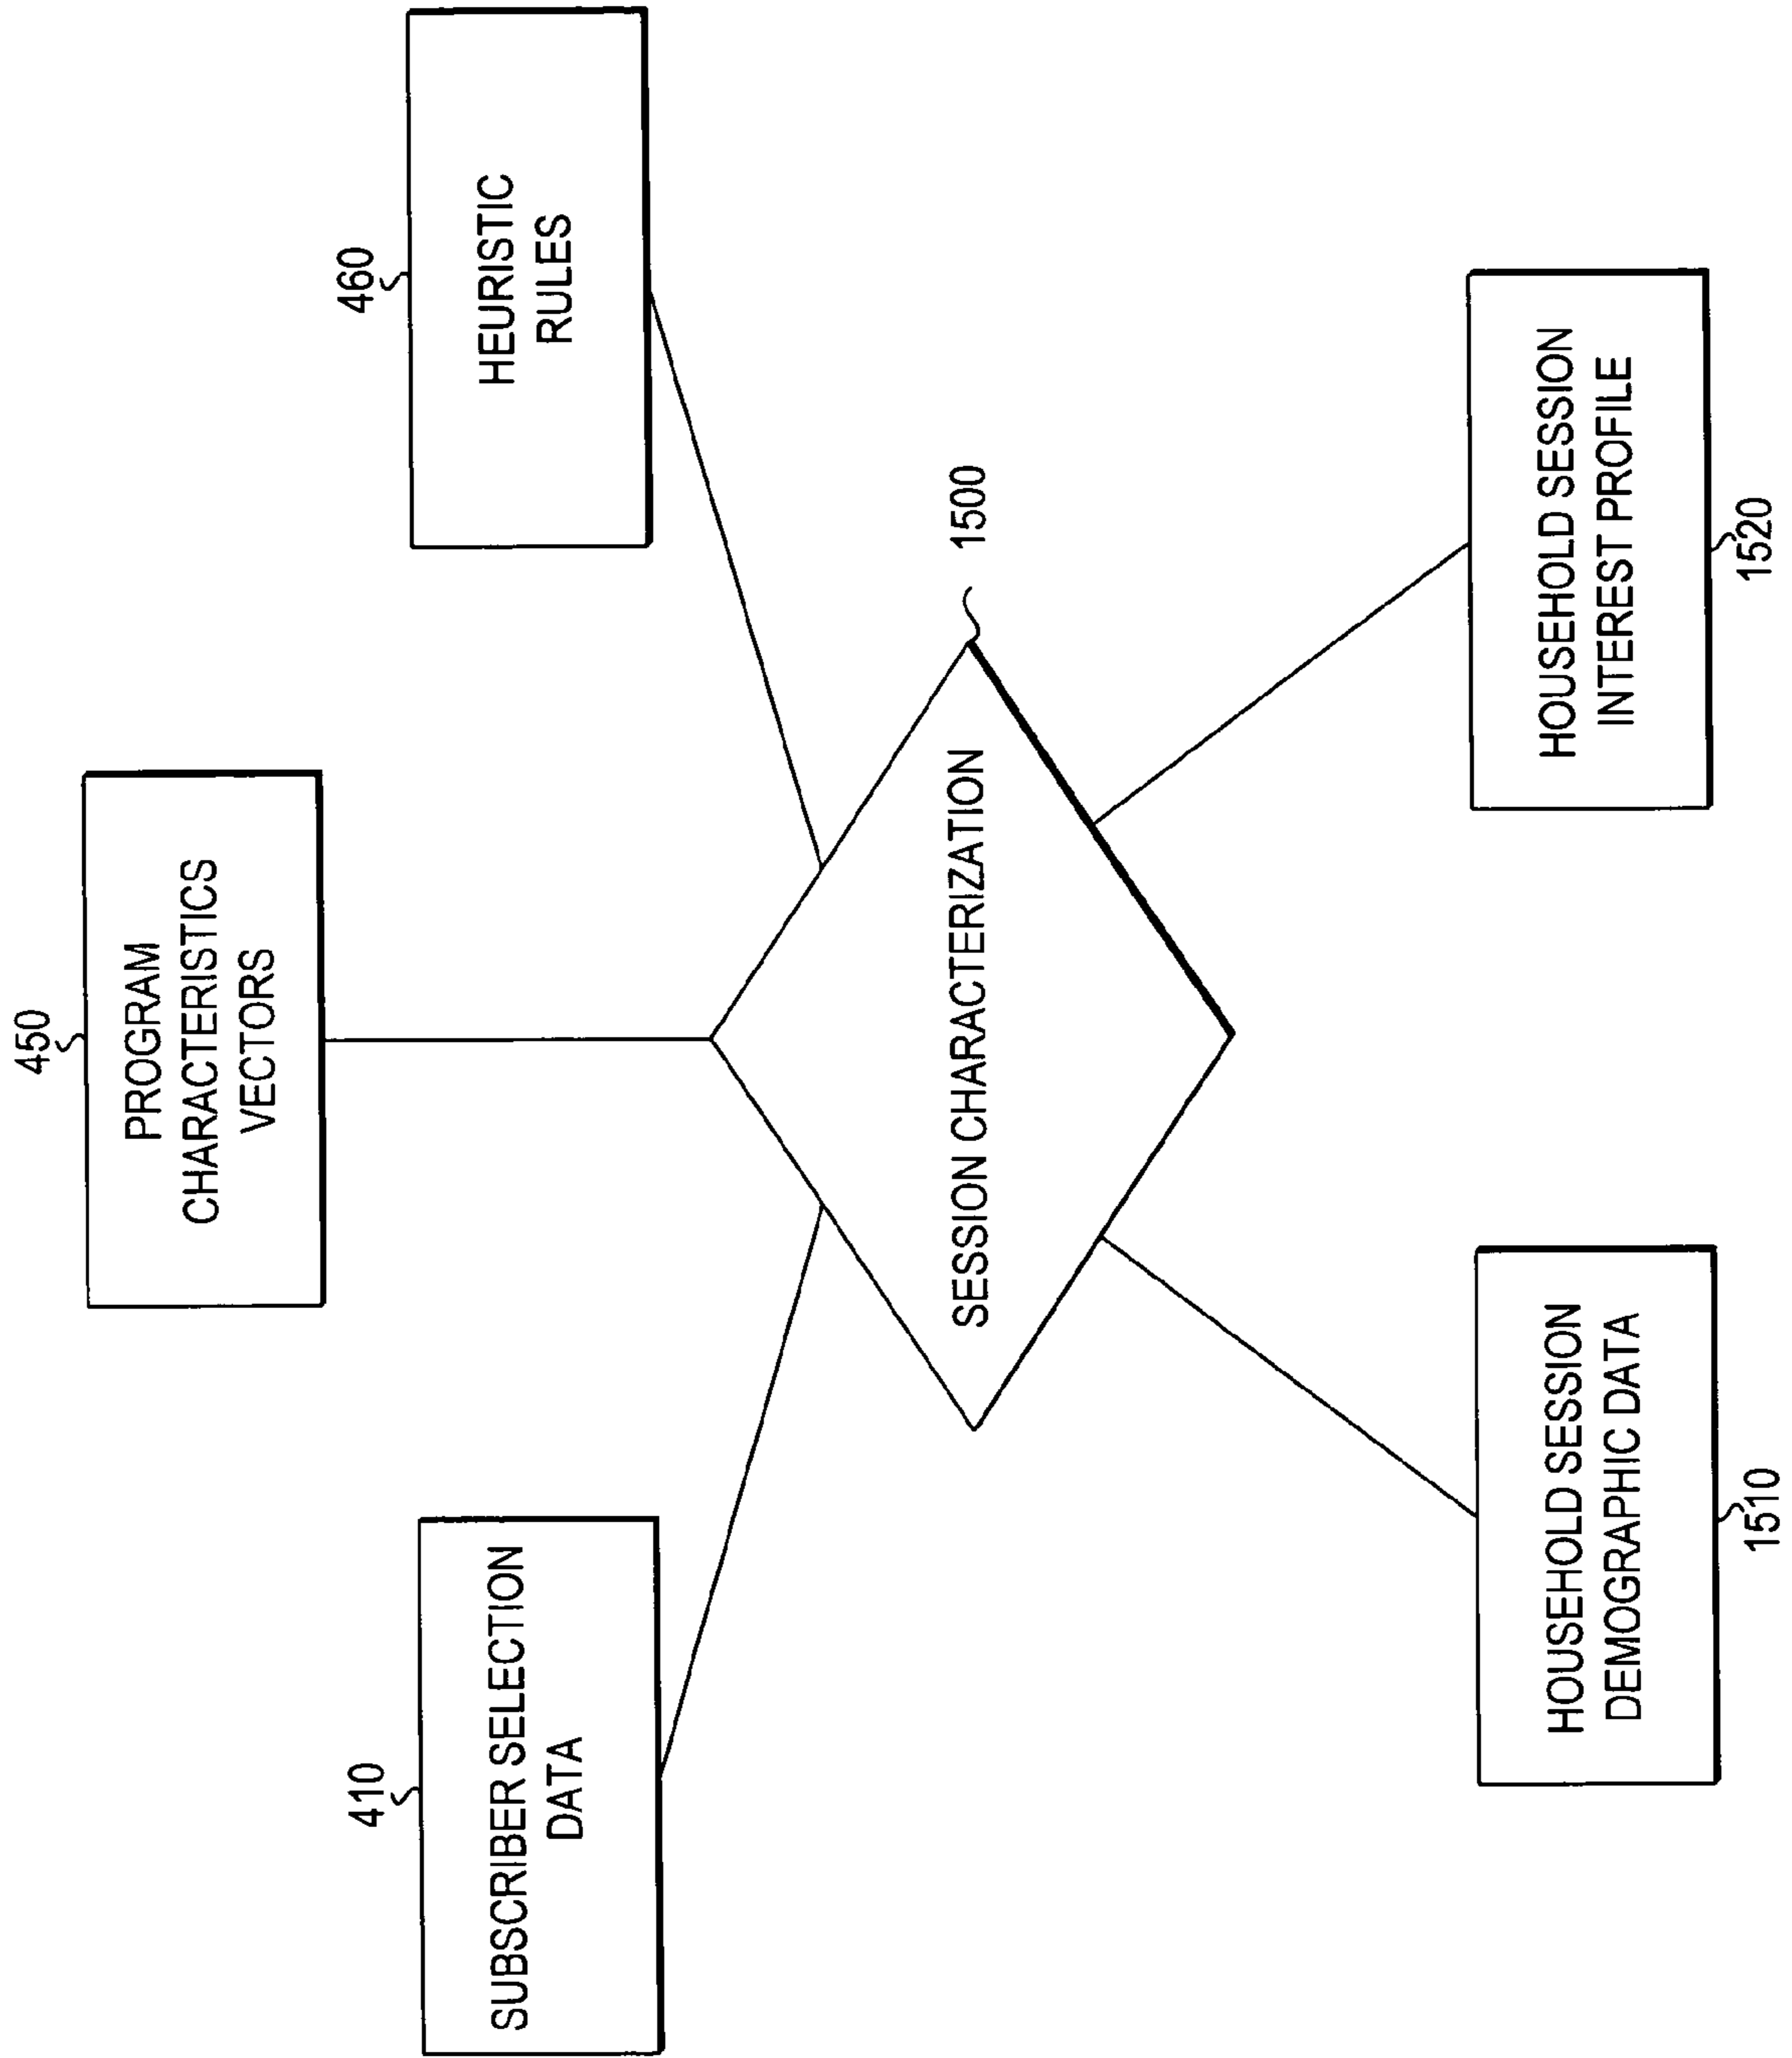 450
PROGRAM
CHARACTERISTICS
VECTORS
410
SUBSCRIBER SELECTION
DATA
460
HEURISTIC
RULES
SESSION CHARACTERIZATION
1500
HOUSEHOLD SESSION
DEMOGRAPHIC DATA
1510
HOUSEHOLD SESSION
INTEREST PROFILE
1520